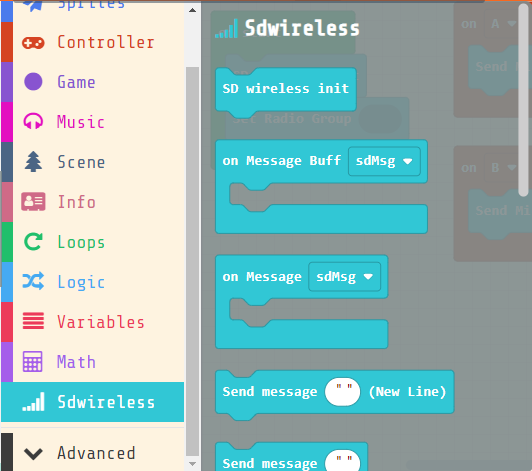 Sprites
Controller
Game
Music
Scene
Info
Loops
Logic
Variables
Math
Sdwireless
Advanced
Sdwireless
SD wireless init
Set Radio Group
on Message Buff sdMsg
on Message sdMsg
Send message " " (New Line)
Send message " "
on A
Send M
on B
Send Mi